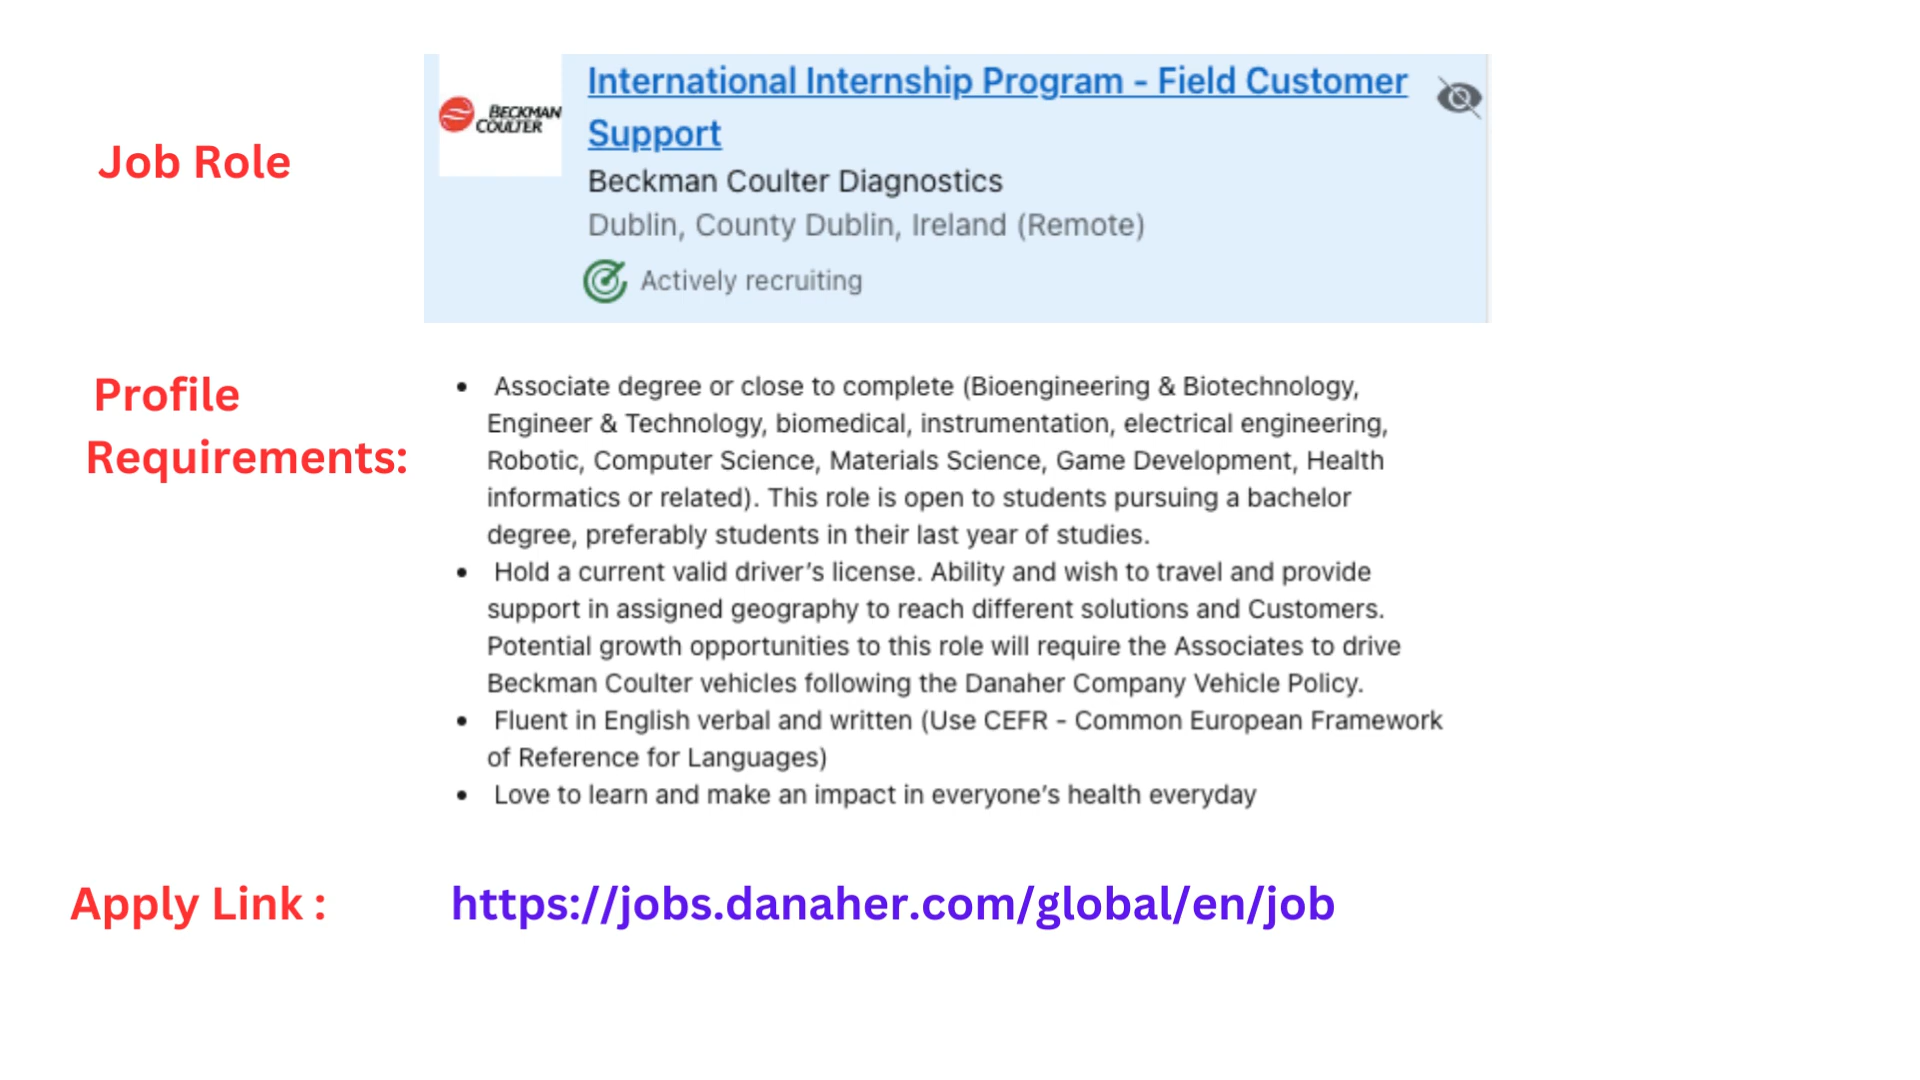 International Internship Program - Field Customer
Support
BECKMAN
COULTER
Job Role
Beckman Coulter Diagnostics
Dublin, County Dublin, Ireland (Remote)
Actively recruiting
Profile
Requirements:
• Associate degree or close to complete (Bioengineering & Biotechnology,
Engineer & Technology, biomedical, instrumentation, electrical engineering,
Robotic, Computer Science, Materials Science, Game Development, Health
informatics or related). This role is open to students pursuing a bachelor
degree, preferably students in their last year of studies.
• Hold a current valid driver’s license. Ability and wish to travel and provide
support in assigned geography to reach different solutions and Customers.
Potential growth opportunities to this role will require the Associates to drive
Beckman Coulter vehicles following the Danaher Company Vehicle Policy.
• Fluent in English verbal and written (Use CEFR - Common European Framework
of Reference for Languages)
• Love to learn and make an impact in everyone’s health everyday
Apply Link :
https://jobs.danaher.com/global/en/job